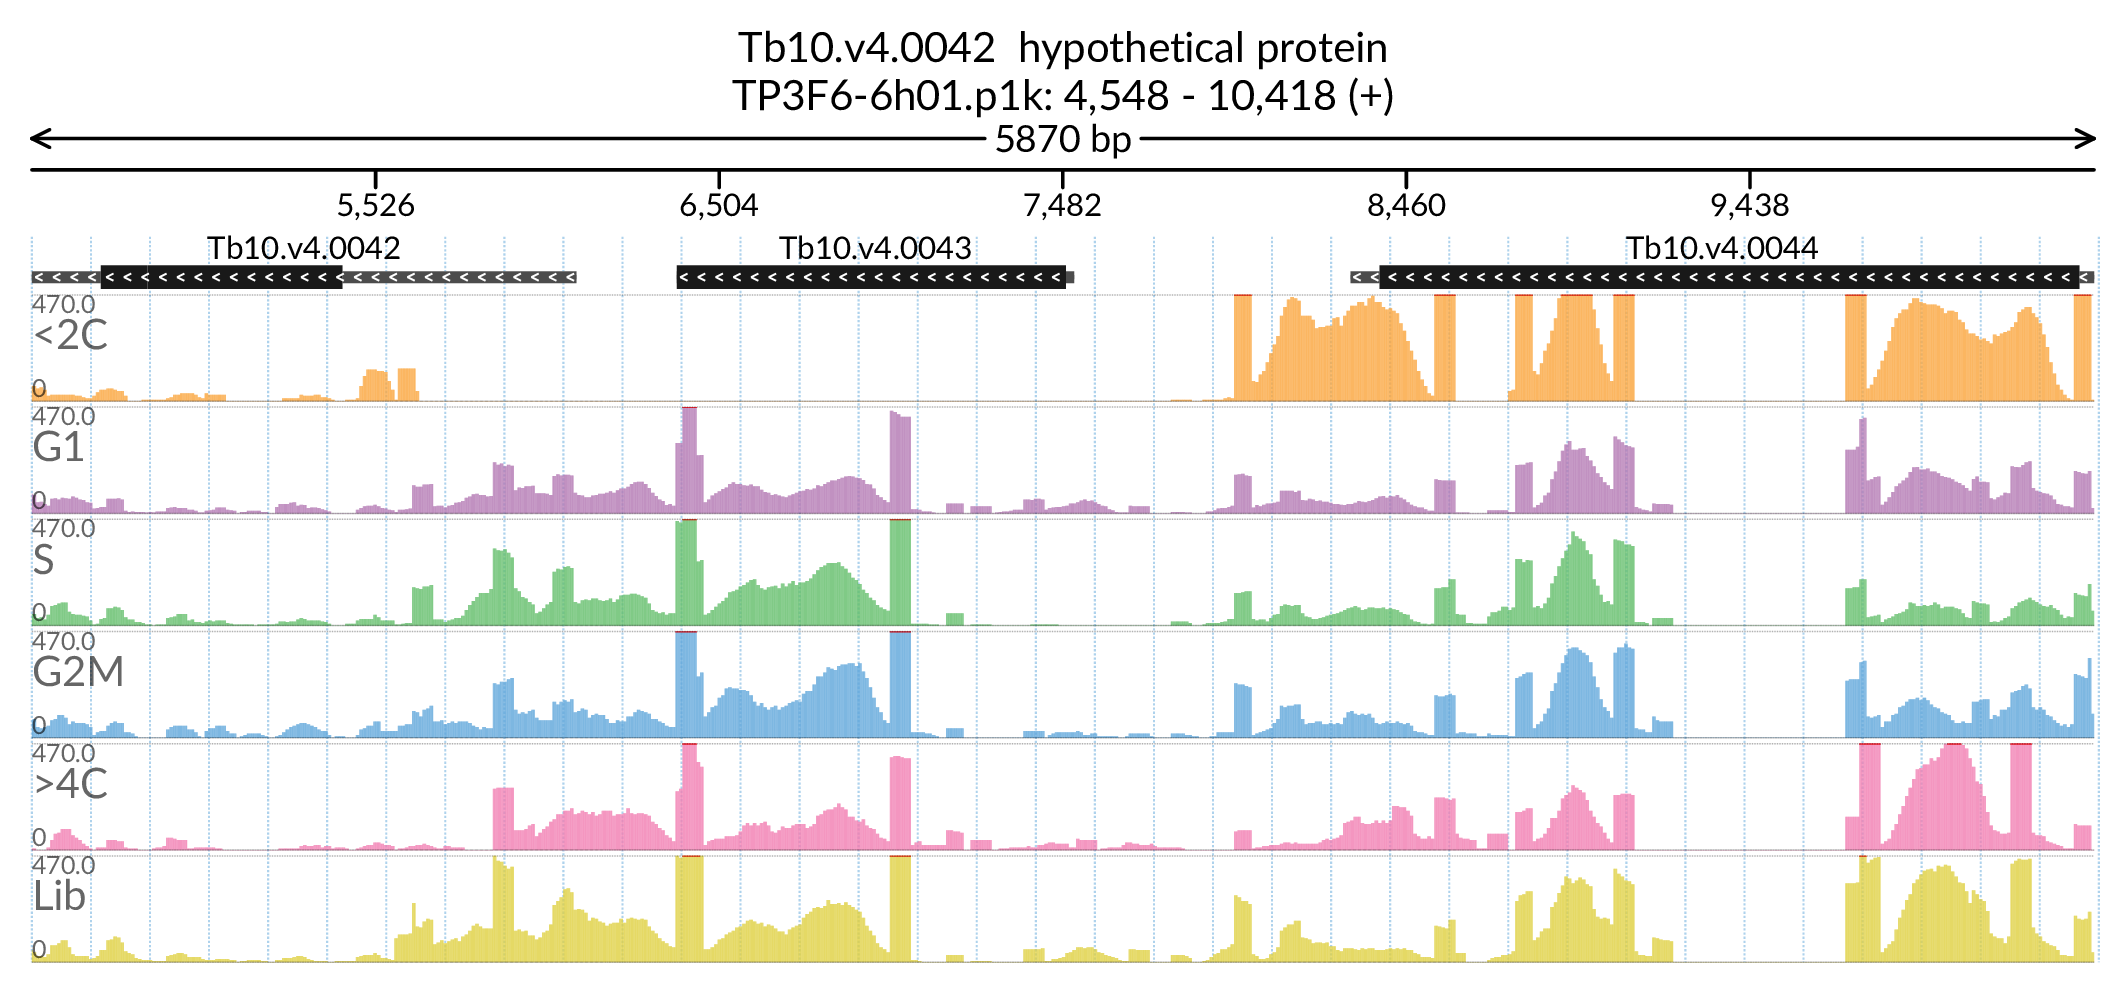 Tb10.v4.0042  hypothetical protein
TP3F6-6h01.p1k: 4,548 - 10,418 (+)
5870 bp
5,526 6,504 7,482 8,460 9,438
Tb10.v4.0042 Tb10.v4.0043 Tb10.v4.0044
470.0
<2C
0
470.0
G1
0
470.0
S
0
470.0
G2M
0
470.0
>4C
0
470.0
Lib
0